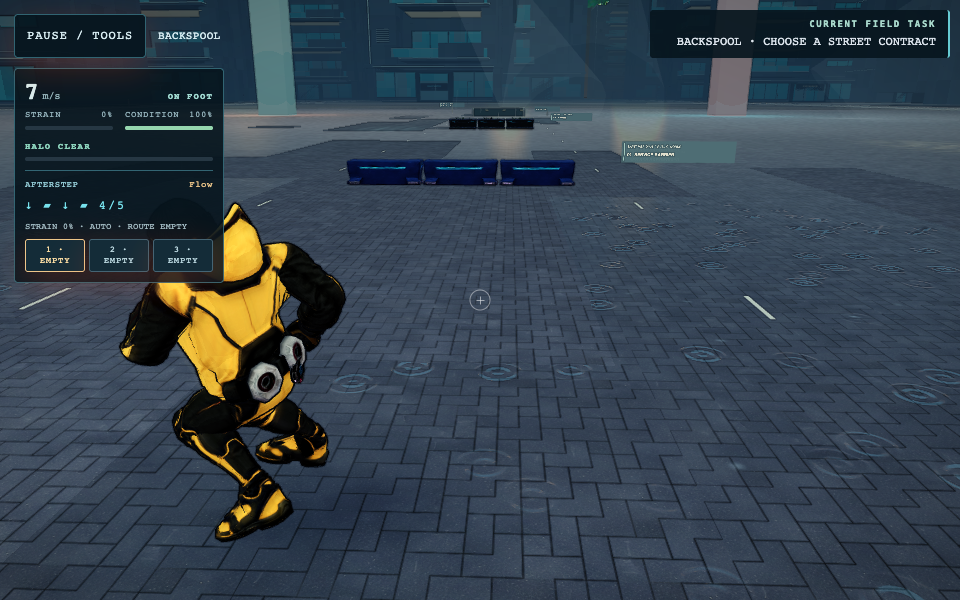 PAUSE / TOOLS
BACKSPOOL
CURRENT FIELD TASK
BACKSPOOL • CHOOSE A STREET CONTRACT
7 m/s
ON FOOT
STRAIN 0%
CONDITION 100%
HALO CLEAR
AFTERSTEP
Flow
↓ ▰ ↓ ▰ 4/5
STRAIN 0% · AUTO · ROUTE EMPTY
1 · EMPTY
2 · EMPTY
3 · EMPTY